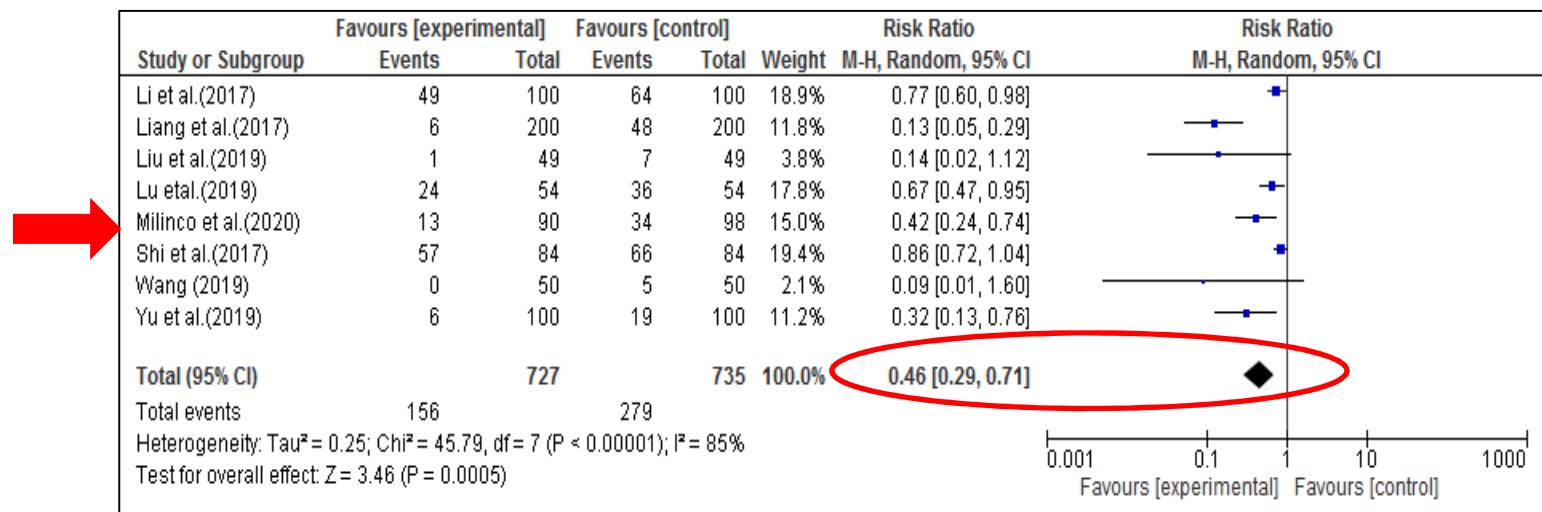 Favours [experimental] Favours [control] Risk Ratio Risk Ratio
Study or Subgroup Events Total Events Total Weight M-H, Random, 95% CI M-H, Random, 95% CI
Li et al.(2017) 49 100 64 100 18.9% 0.77 [0.60, 0.98]
Liang et al.(2017) 6 200 48 200 11.8% 0.13 [0.05, 0.29]
Liu et al.(2019) 1 49 7 49 3.8% 0.14 [0.02, 1.12]
Lu etal.(2019) 24 54 36 54 17.8% 0.67 [0.47, 0.95]
Milinco et al.(2020) 13 90 34 98 15.0% 0.42 [0.24, 0.74]
Shi et al.(2017) 57 84 66 84 19.4% 0.86 [0.72, 1.04]
Wang (2019) 0 50 5 50 2.1% 0.09 [0.01, 1.60]
Yu et al.(2019) 6 100 19 100 11.2% 0.32 [0.13, 0.76]
Total (95% CI) 727 735 100.0% 0.46 [0.29, 0.71]
Total events 156 279
Heterogeneity: Tau² = 0.25; Chi² = 45.79, df = 7 (P < 0.00001); I² = 85%
Test for overall effect: Z = 3.46 (P = 0.0005)
0.001 0.1 1 10 1000
Favours [experimental] Favours [control]